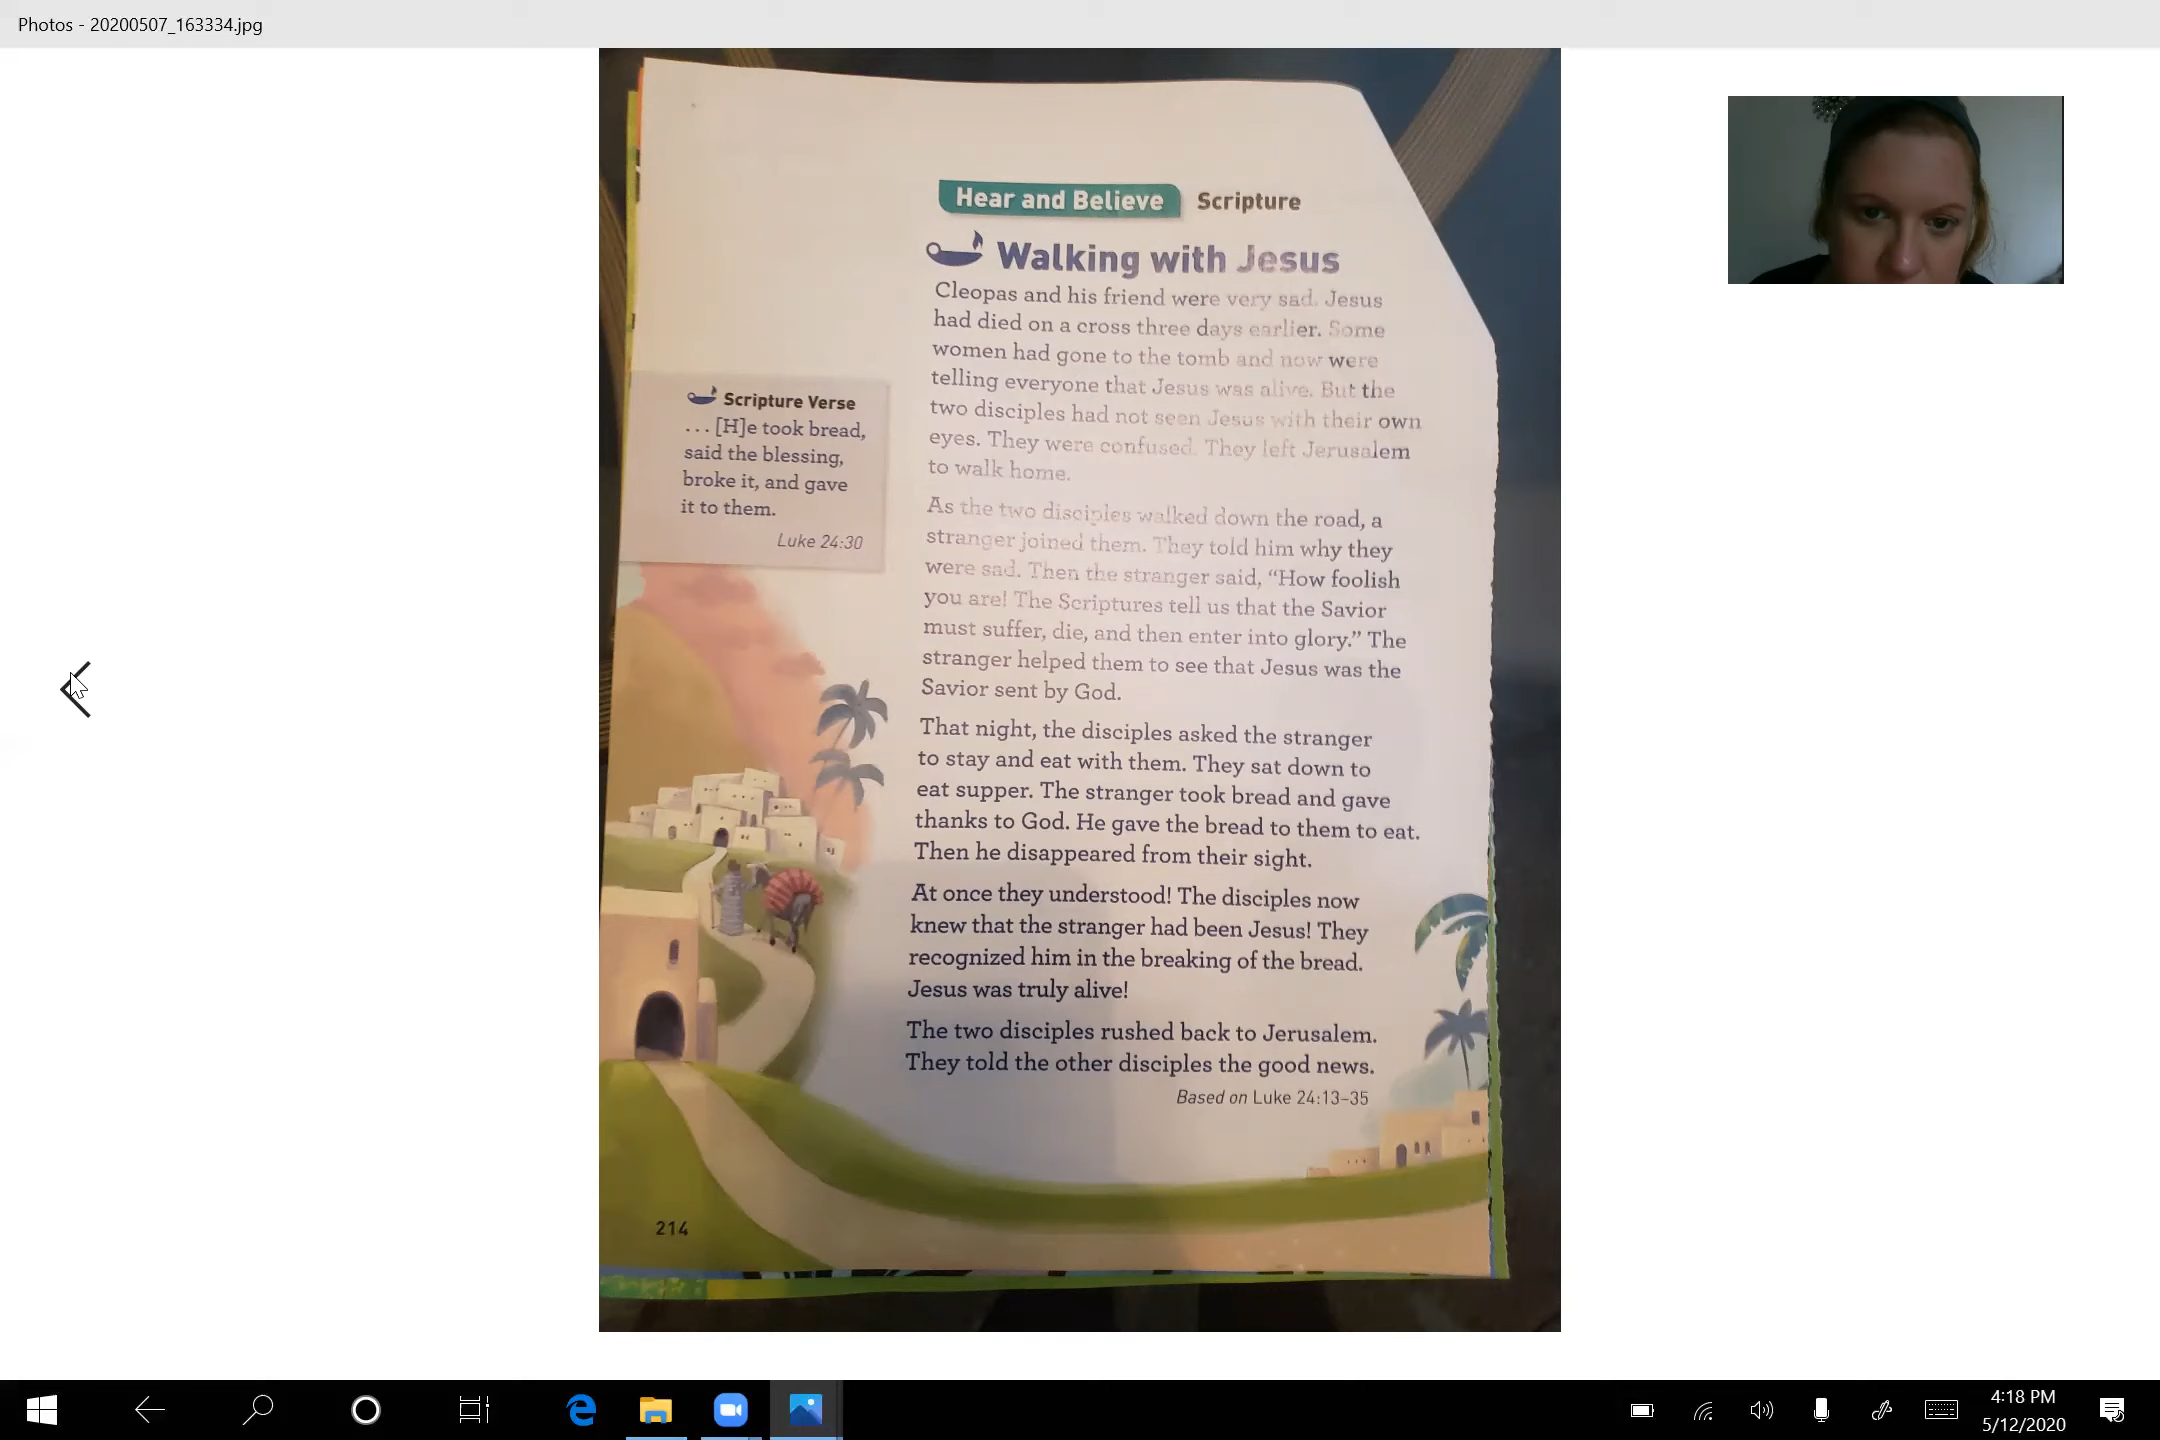 Photos - 20200507_163334.jpg
Hear and Believe Scripture
Walking with Jesus
Cleopas and his friend were very sad. Jesus
had died on a cross three days earlier. Some
women had gone to the tomb and now were
telling everyone that Jesus was alive. But the
two disciples had not seen Jesus with their own
eyes. They were confused. They left Jerusalem
to walk home.
As the two disciples walked down the road, a
stranger joined them. They told him why they
were sad. Then the stranger said, “How foolish
you are! The Scriptures tell us that the Savior
must suffer, die, and then enter into glory.” The
stranger helped them to see that Jesus was the
Savior sent by God.
That night, the disciples asked the stranger
to stay and eat with them. They sat down to
eat supper. The stranger took bread and gave
thanks to God. He gave the bread to them to eat.
Then he disappeared from their sight.
At once they understood! The disciples now
knew that the stranger had been Jesus! They
recognized him in the breaking of the bread.
Jesus was truly alive!
The two disciples rushed back to Jerusalem.
They told the other disciples the good news.
Based on Luke 24:13–35
Scripture Verse
... [H]e took bread,
said the blessing,
broke it, and gave
it to them.
Luke 24:30
214
4:18 PM
5/12/2020